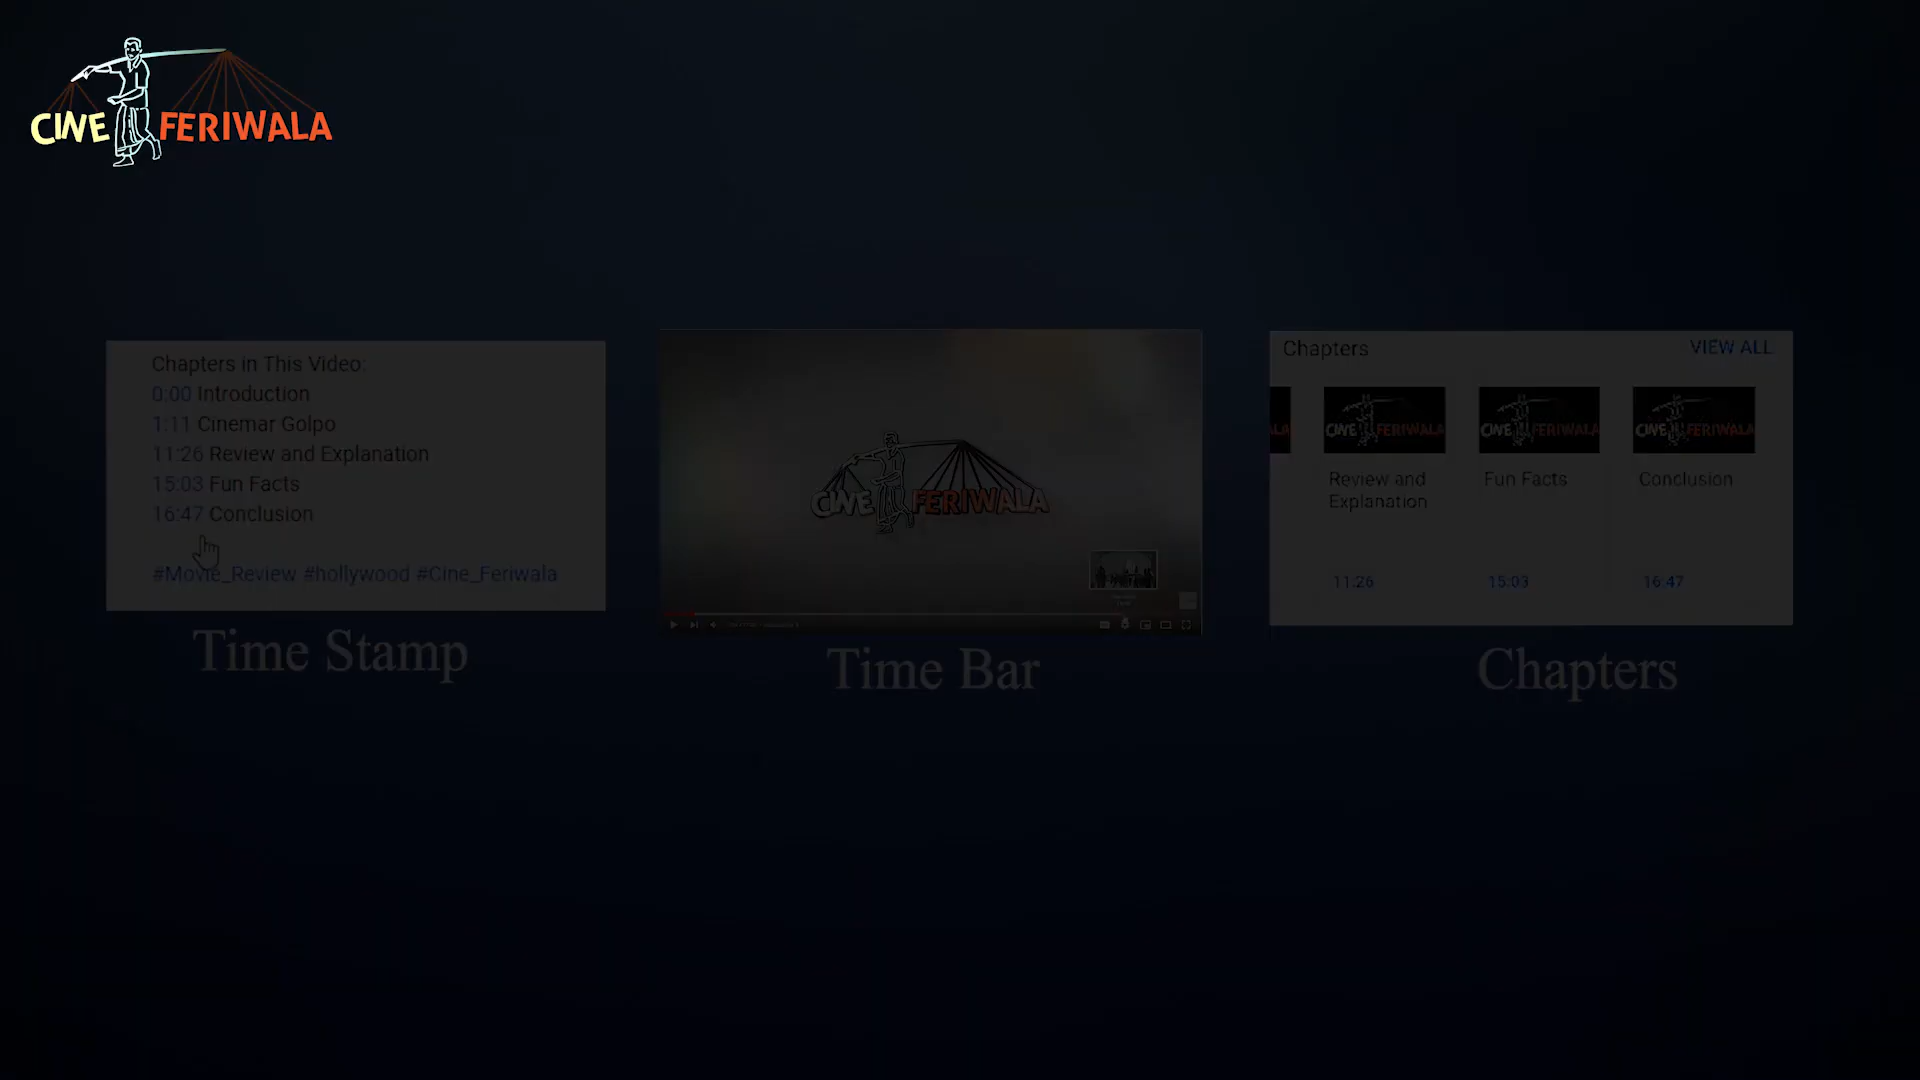 CINE FERIWALA
Chapters in This Video:
0:00 Introduction
1:11 Cinemar Golpo
11:26 Review and Explanation
15:03 Fun Facts
16:47 Conclusion
#Movie_Review #hollywood #Cine_Feriwala
Time Stamp
CINE FERIWALA
Time Bar
Chapters
VIEW ALL
LA
CINE FERIWALA
CINE FERIWALA
CINE FERIWALA
Review and
Explanation
Fun Facts
Conclusion
11:26
15:03
16:47
Chapters